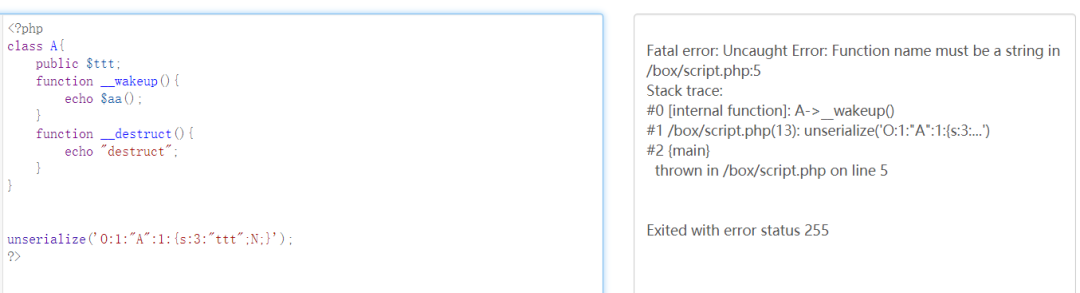 <?php
class A{
    public $ttt;
    function __wakeup(){
        echo $aa();
    }
    function __destruct(){
        echo "destruct";
    }
}
unserialize('O:1:"A":1:{s:3:"ttt";N;}');
?>
Fatal error: Uncaught Error: Function name must be a string in
/box/script.php:5
Stack trace:
#0 [internal function]: A->__wakeup()
#1 /box/script.php(13): unserialize('O:1:"A":1:{s:3:...')
#2 {main}
  thrown in /box/script.php on line 5
Exited with error status 255